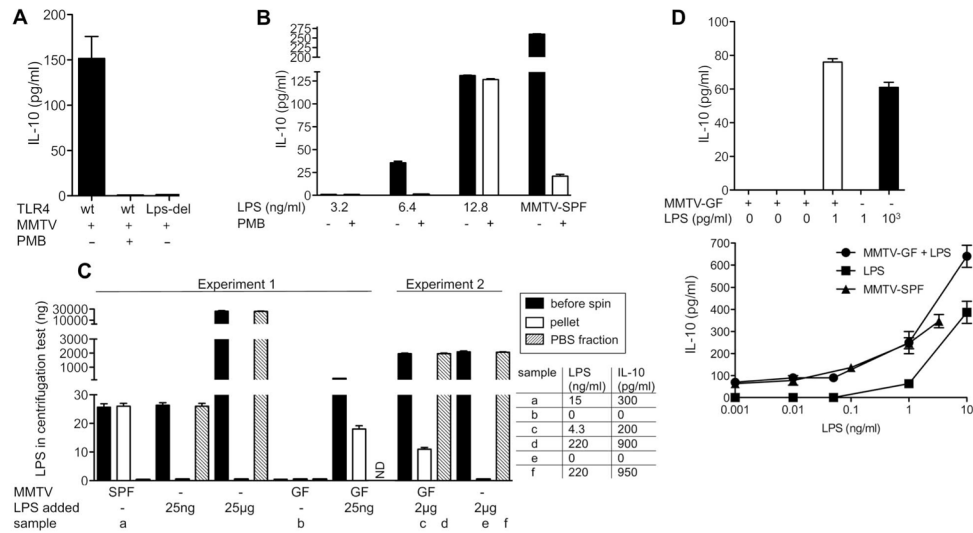 A
IL-10 (pg/ml)
200
150
100
50
0
TLR4 wt wt Lps-del
MMTV + + +
PMB - + -
B
IL-10 (pg/ml)
275
250
225
125
100
75
50
25
0
LPS (ng/ml) 3.2 6.4 12.8 MMTV-SPF
PMB - + - + - + - +
C
Experiment 1 Experiment 2
LPS in centrifugation test (ng)
30000
10000
3000
2000
1000
30
20
10
0
ND
MMTV SPF - - GF GF GF -
LPS added - 25ng 25µg - 25ng 2µg 2µg
sample a b c d e f
before spin
pellet
PBS fraction
sample LPS (ng/ml) IL-10 (pg/ml)
a 15 300
b 0 0
c 4.3 200
d 220 900
e 0 0
f 220 950
D
IL-10 (pg/ml)
80
60
40
20
0
MMTV-GF + + + + - -
LPS (pg/ml) 0 0 0 1 1 10³
IL-10 (pg/ml)
700
600
500
400
300
200
100
0
MMTV-GF + LPS
LPS
MMTV-SPF
0.001 0.01 0.1 1 10
LPS (ng/ml)